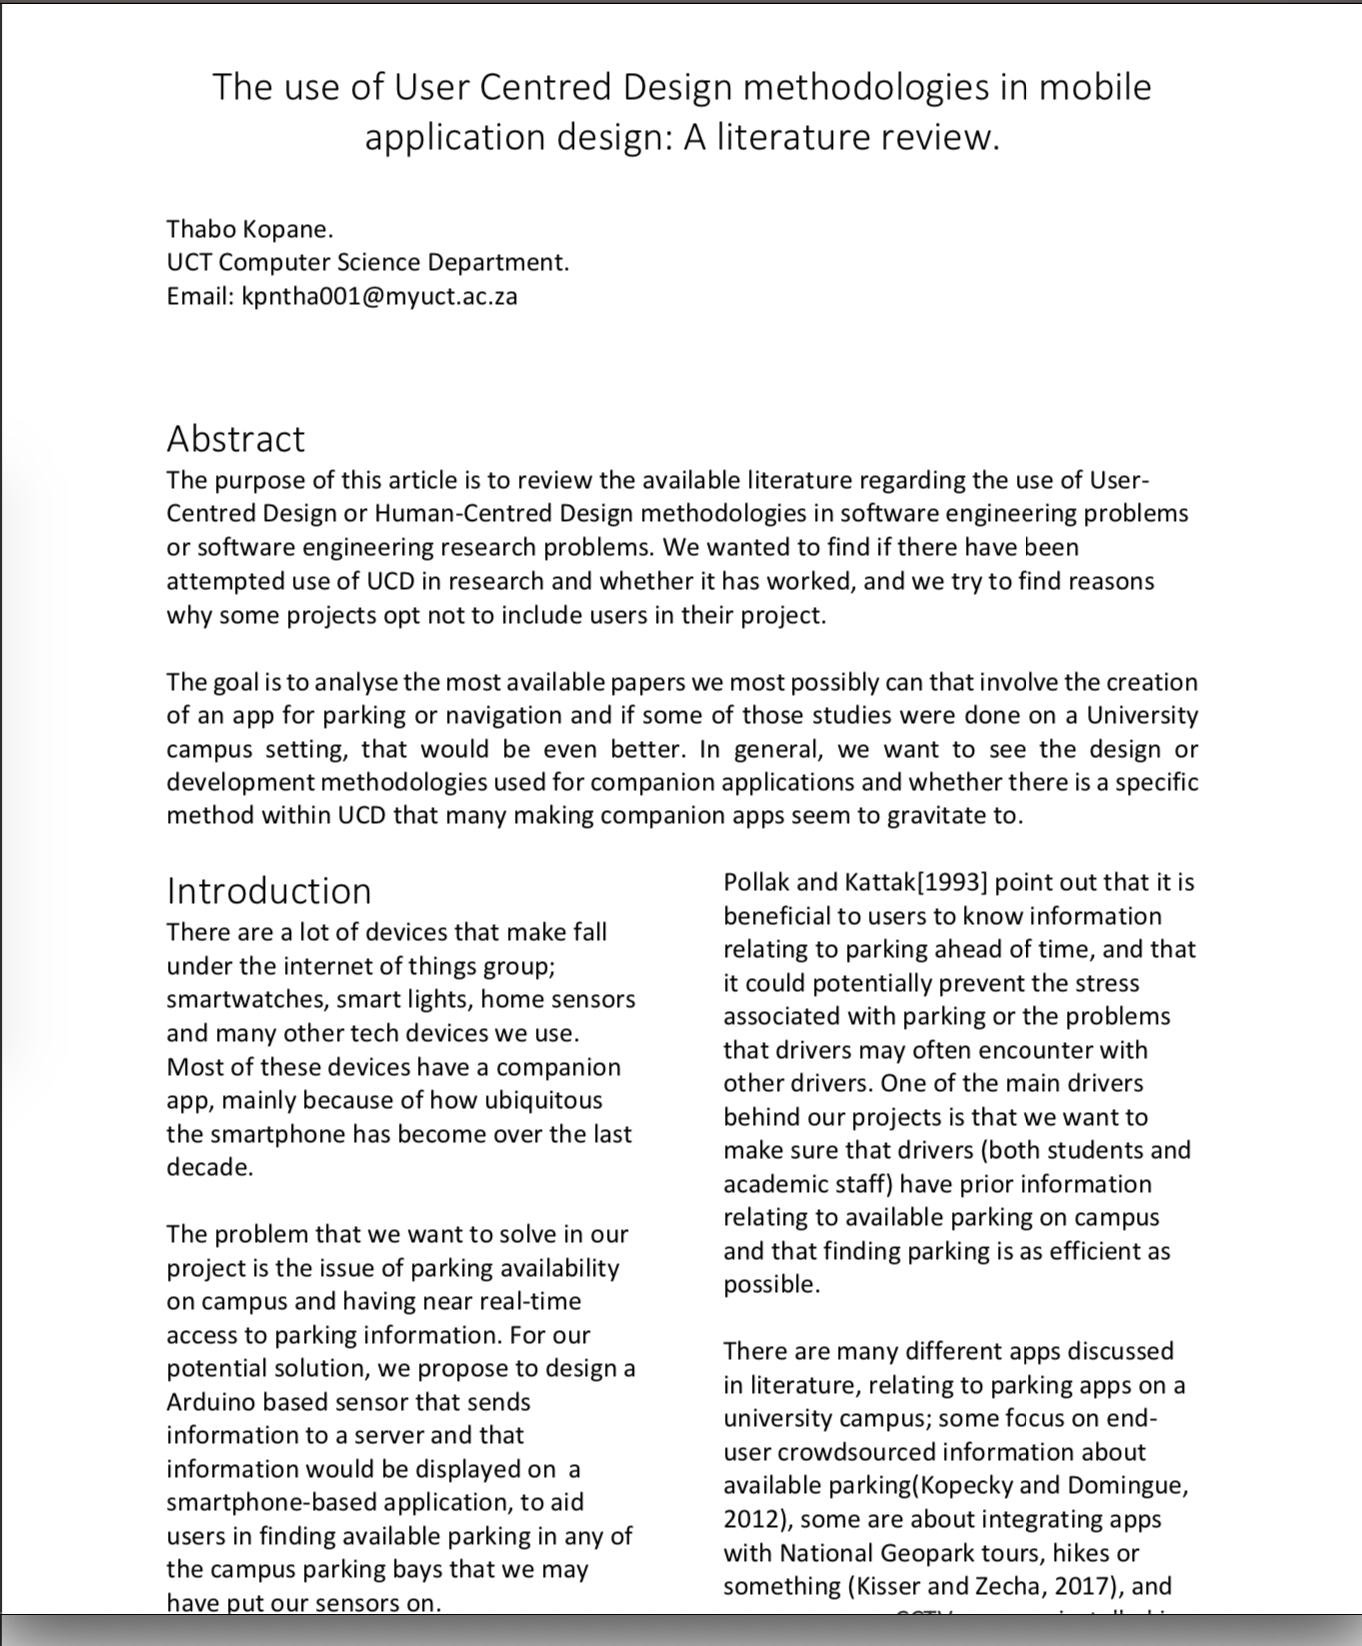 The use of User Centred Design methodologies in mobile
application design: A literature review.
Thabo Kopane.
UCT Computer Science Department.
Email: kpntha001@myuct.ac.za
Abstract
The purpose of this article is to review the available literature regarding the use of User-
Centred Design or Human-Centred Design methodologies in software engineering problems
or software engineering research problems. We wanted to find if there have been
attempted use of UCD in research and whether it has worked, and we try to find reasons
why some projects opt not to include users in their project.
The goal is to analyse the most available papers we most possibly can that involve the creation
of an app for parking or navigation and if some of those studies were done on a University
campus setting, that would be even better. In general, we want to see the design or
development methodologies used for companion applications and whether there is a specific
method within UCD that many making companion apps seem to gravitate to.
Introduction
There are a lot of devices that make fall
under the internet of things group;
smartwatches, smart lights, home sensors
and many other tech devices we use.
Most of these devices have a companion
app, mainly because of how ubiquitous
the smartphone has become over the last
decade.
The problem that we want to solve in our
project is the issue of parking availability
on campus and having near real-time
access to parking information. For our
potential solution, we propose to design a
Arduino based sensor that sends
information to a server and that
information would be displayed on a
smartphone-based application, to aid
users in finding available parking in any of
the campus parking bays that we may
have put our sensors on.
Pollak and Kattak[1993] point out that it is
beneficial to users to know information
relating to parking ahead of time, and that
it could potentially prevent the stress
associated with parking or the problems
that drivers may often encounter with
other drivers. One of the main drivers
behind our projects is that we want to
make sure that drivers (both students and
academic staff) have prior information
relating to available parking on campus
and that finding parking is as efficient as
possible.
There are many different apps discussed
in literature, relating to parking apps on a
university campus; some focus on end-
user crowdsourced information about
available parking(Kopecky and Domingue,
2012), some are about integrating apps
with National Geopark tours, hikes or
something (Kisser and Zecha, 2017), and